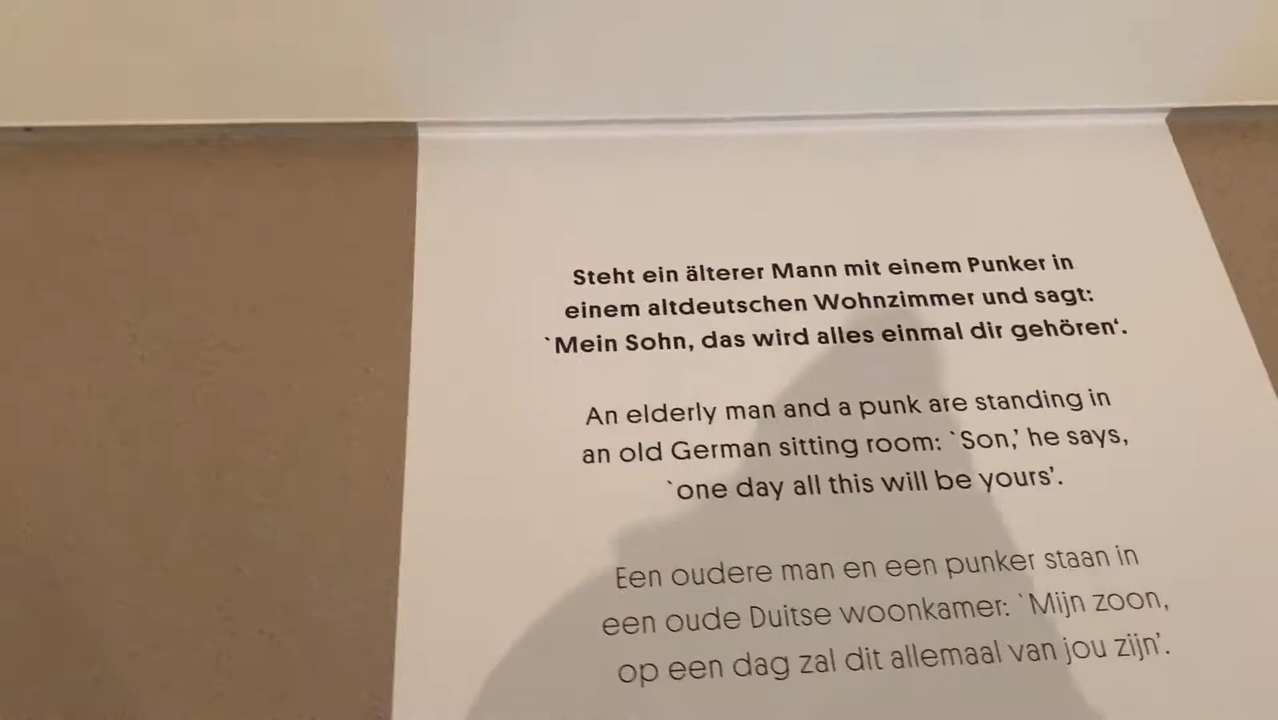 Steht ein älterer Mann mit einem Punker in
einem altdeutschen Wohnzimmer und sagt:
`Mein Sohn, das wird alles einmal dir gehören‘.
An elderly man and a punk are standing in
an old German sitting room: `Son,’ he says,
`one day all this will be yours’.
Een oudere man en een punker staan in
een oude Duitse woonkamer: `Mijn zoon,
op een dag zal dit allemaal van jou zijn’.